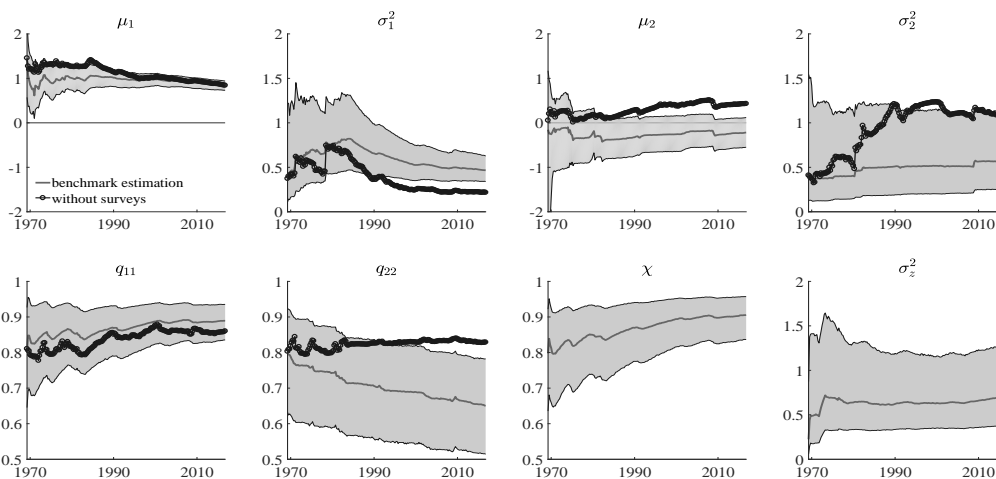 μ₁ σ₁² μ₂ σ₂²
2 2 2 2
1 1.5 1 1.5
0 1 0 1
-1 0.5 -1 0.5
-2 0 -2 0
benchmark estimation
without surveys
1970 1990 2010 1970 1990 2010 1970 1990 2010 1970 1990 2010
q₁₁ q₂₂ χ σ_z²
1 1 1 2
0.9 0.9 0.9 1.5
0.8 0.8 0.8 1
0.7 0.7 0.7
0.6 0.6 0.6 0.5
0.5 0.5 0.5 0
1970 1990 2010 1970 1990 2010 1970 1990 2010 1970 1990 2010